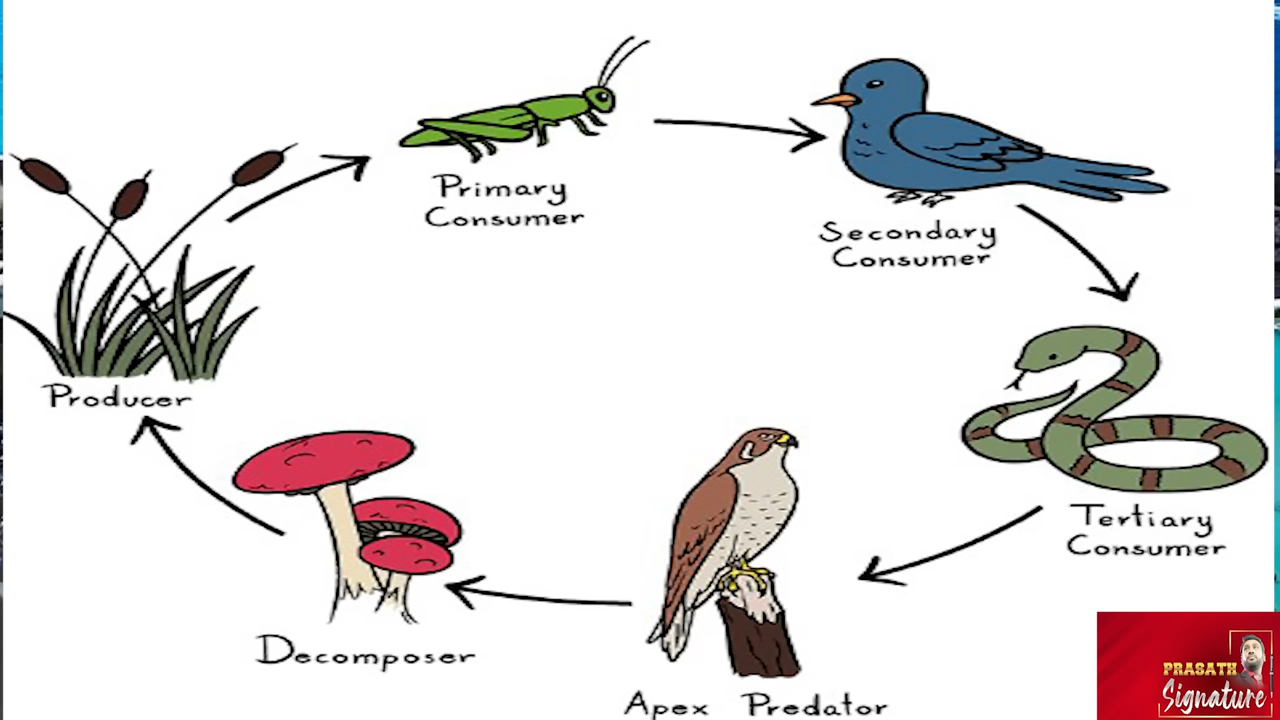 Primary
Consumer
Secondary
Consumer
Producer
Tertiary
Consumer
Decomposer
Apex Predator
PRASATH
Signature